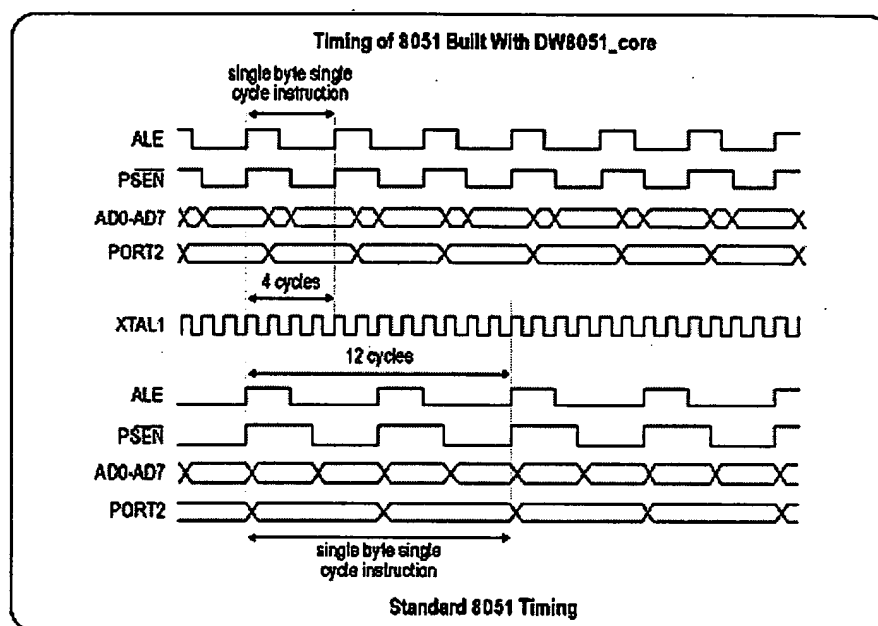 Timing of 8051 Built With DW8051_core
single byte single
cycle instruction
ALE
PSEN
AD0-AD7
PORT2
4 cycles
XTAL1
12 cycles
ALE
PSEN
AD0-AD7
PORT2
single byte single
cycle instruction
Standard 8051 Timing